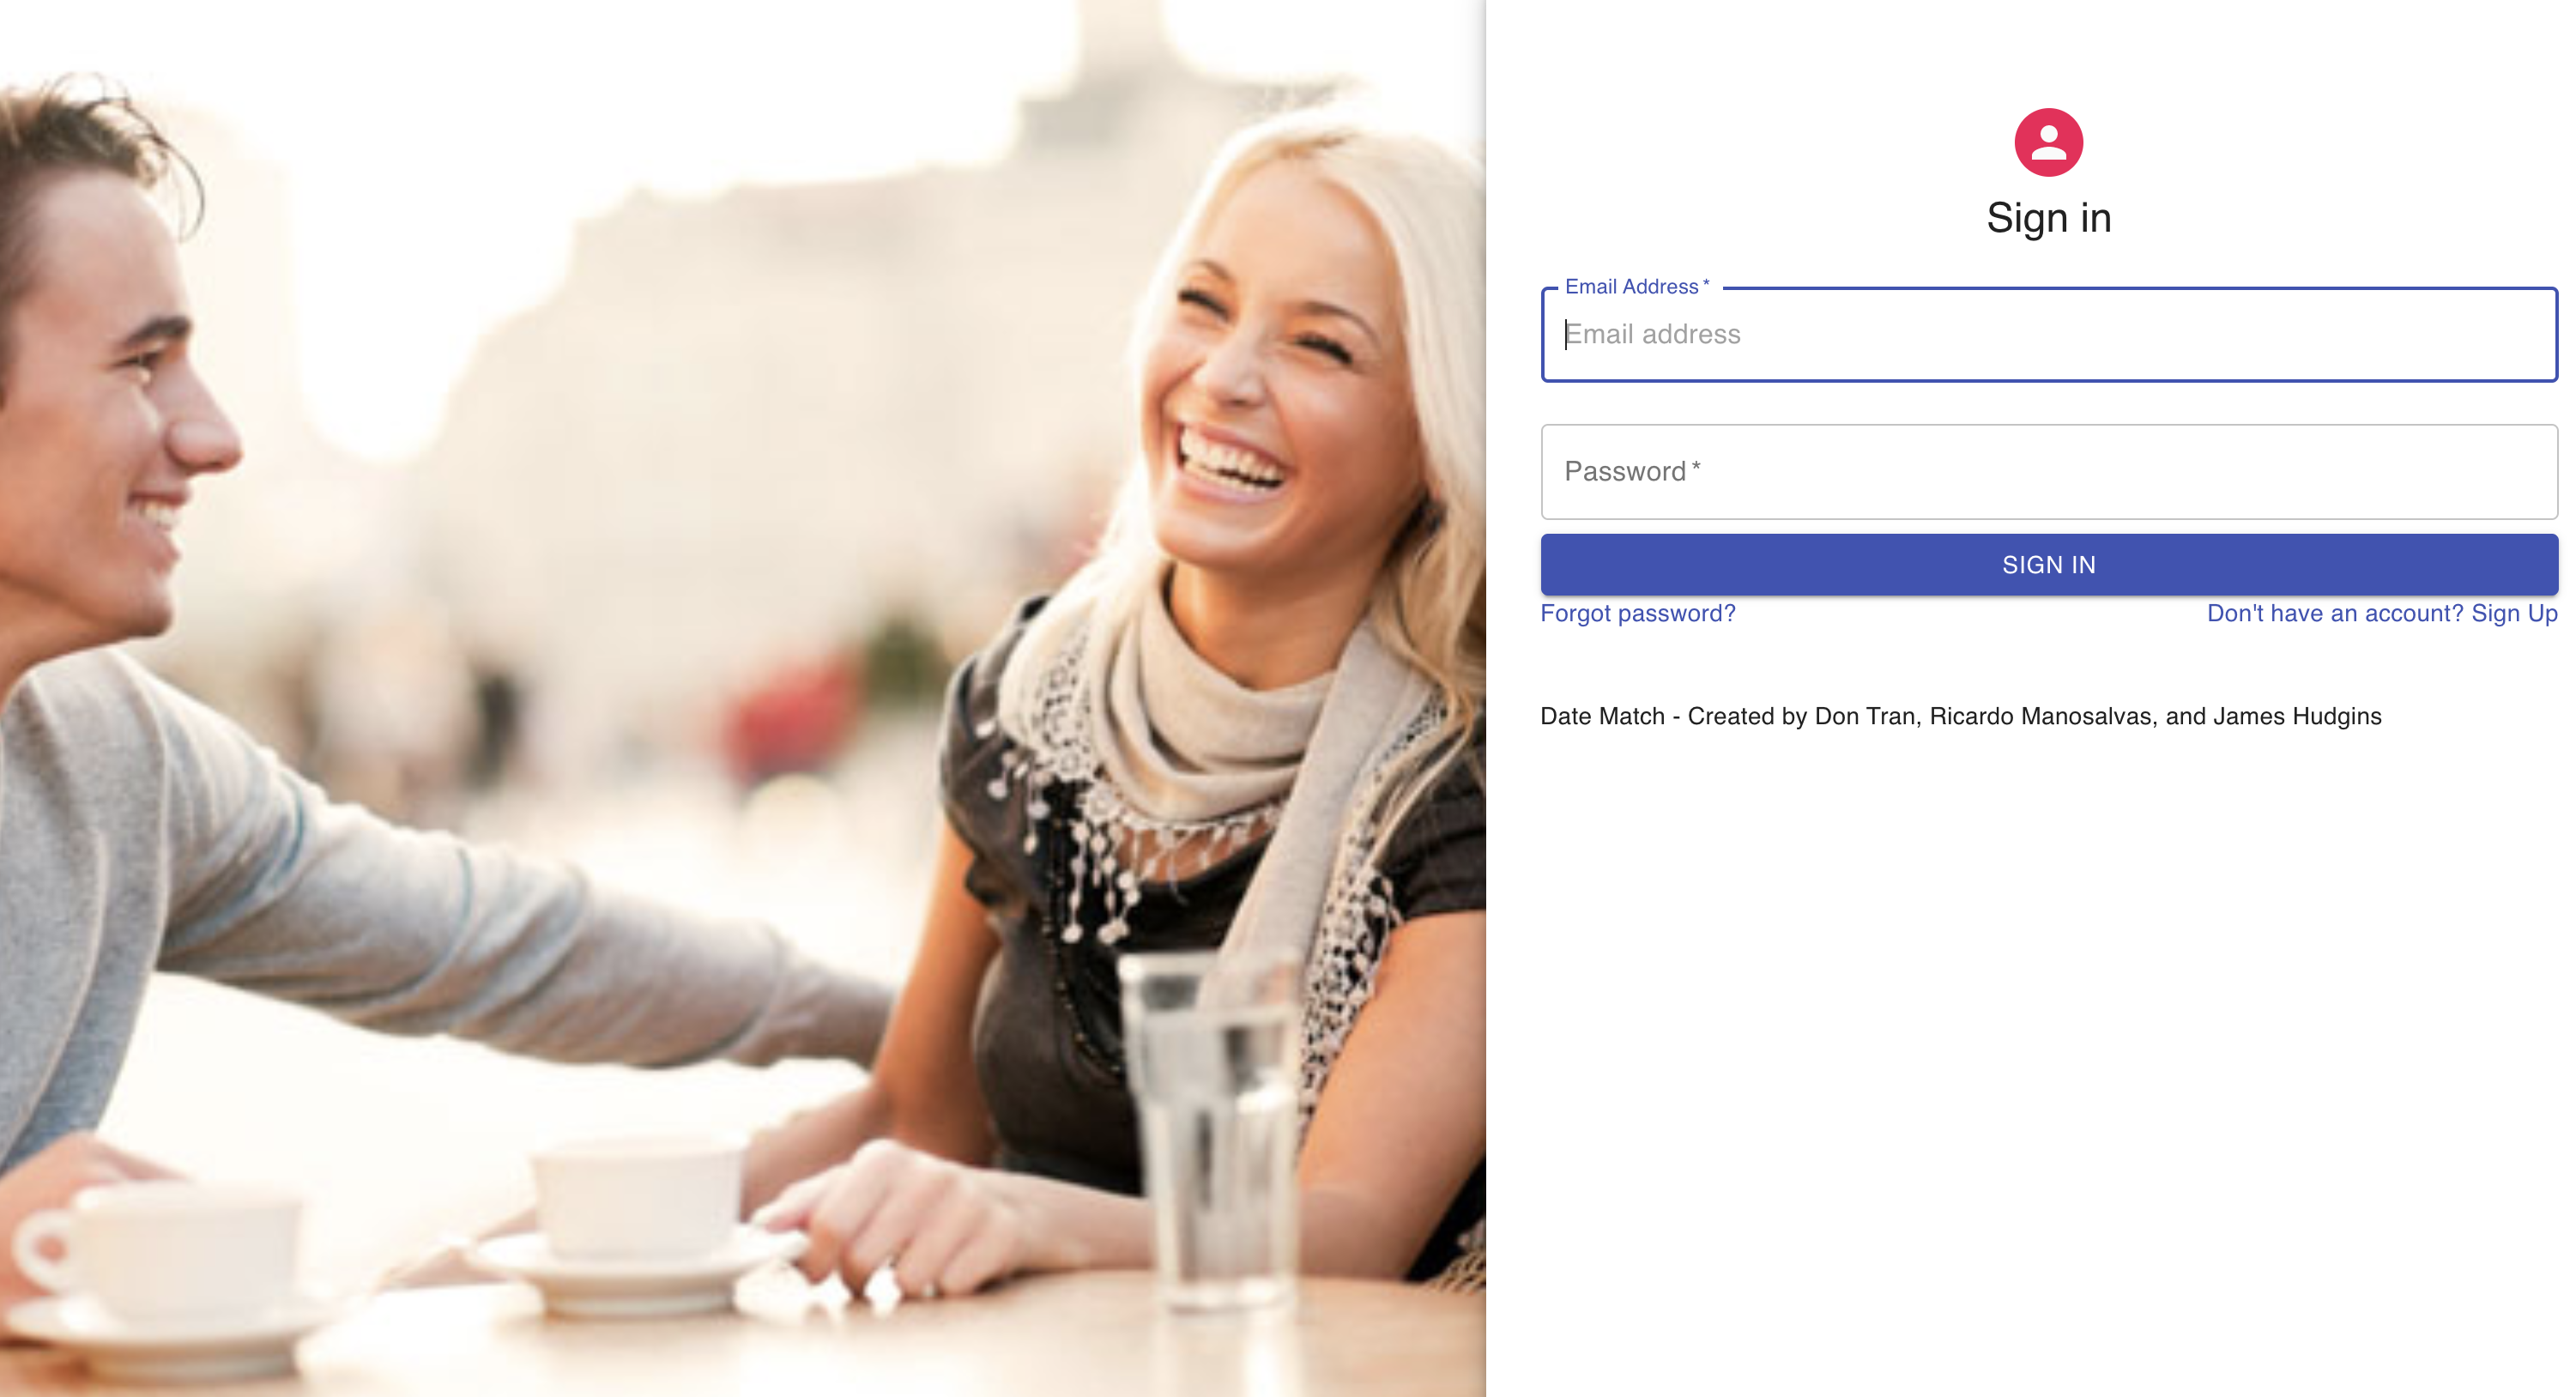 Sign in
Email Address *
Email address
Password *
SIGN IN
Forgot password?
Don't have an account? Sign Up
Date Match - Created by Don Tran, Ricardo Manosalvas, and James Hudgins